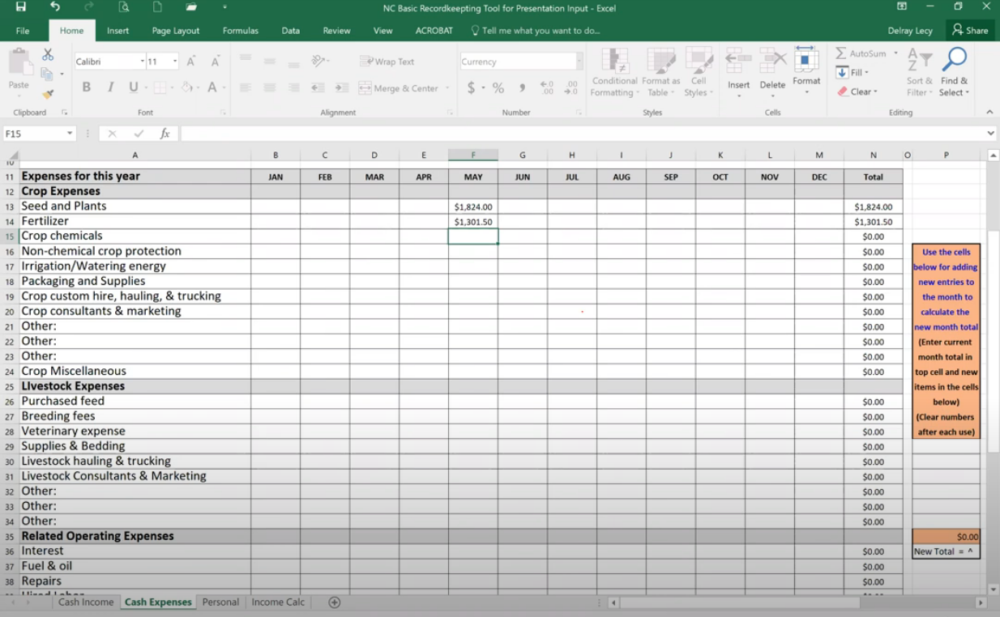 NC Basic Recordkeepting Tool for Presentation Input - Excel
File Home Insert Page Layout Formulas Data Review View ACROBAT Tell me what you want to do... Delray Lecy Share
Calibri 11 A A Wrap Text Currency AutoSum
Paste B I U A Merge & Center $ % Conditional Formatting Format as Table Cell Styles Insert Delete Format Fill Clear Sort & Filter Find & Select
Clipboard Font Alignment Number Styles Cells Editing
F15 fx
A B C D E F G H I J K L M N O P
11 Expenses for this year JAN FEB MAR APR MAY JUN JUL AUG SEP OCT NOV DEC Total
12 Crop Expenses
13 Seed and Plants $1,824.00 $1,824.00
14 Fertilizer $1,301.50 $1,301.50
15 Crop chemicals $0.00
16 Non-chemical crop protection $0.00 Use the cells
17 Irrigation/Watering energy $0.00 below for adding
18 Packaging and Supplies $0.00 new entries to
19 Crop custom hire, hauling, & trucking $0.00 the month to
20 Crop consultants & marketing $0.00 calculate the
21 Other: $0.00 new month total
22 Other: $0.00 (Enter current
23 Other: $0.00 month total in
24 Crop Miscellaneous $0.00 top cell and new
25 LIvestock Expenses items in the cells
26 Purchased feed $0.00 below)
27 Breeding fees $0.00 (Clear numbers
28 Veterinary expense $0.00 after each use)
29 Supplies & Bedding $0.00
30 Livestock hauling & trucking $0.00
31 Livestock Consultants & Marketing $0.00
32 Other: $0.00
33 Other: $0.00
34 Other: $0.00
35 Related Operating Expenses $0.00
36 Interest $0.00 New Total = ^
37 Fuel & oil $0.00
38 Repairs $0.00
Cash Income Cash Expenses Personal Income Calc